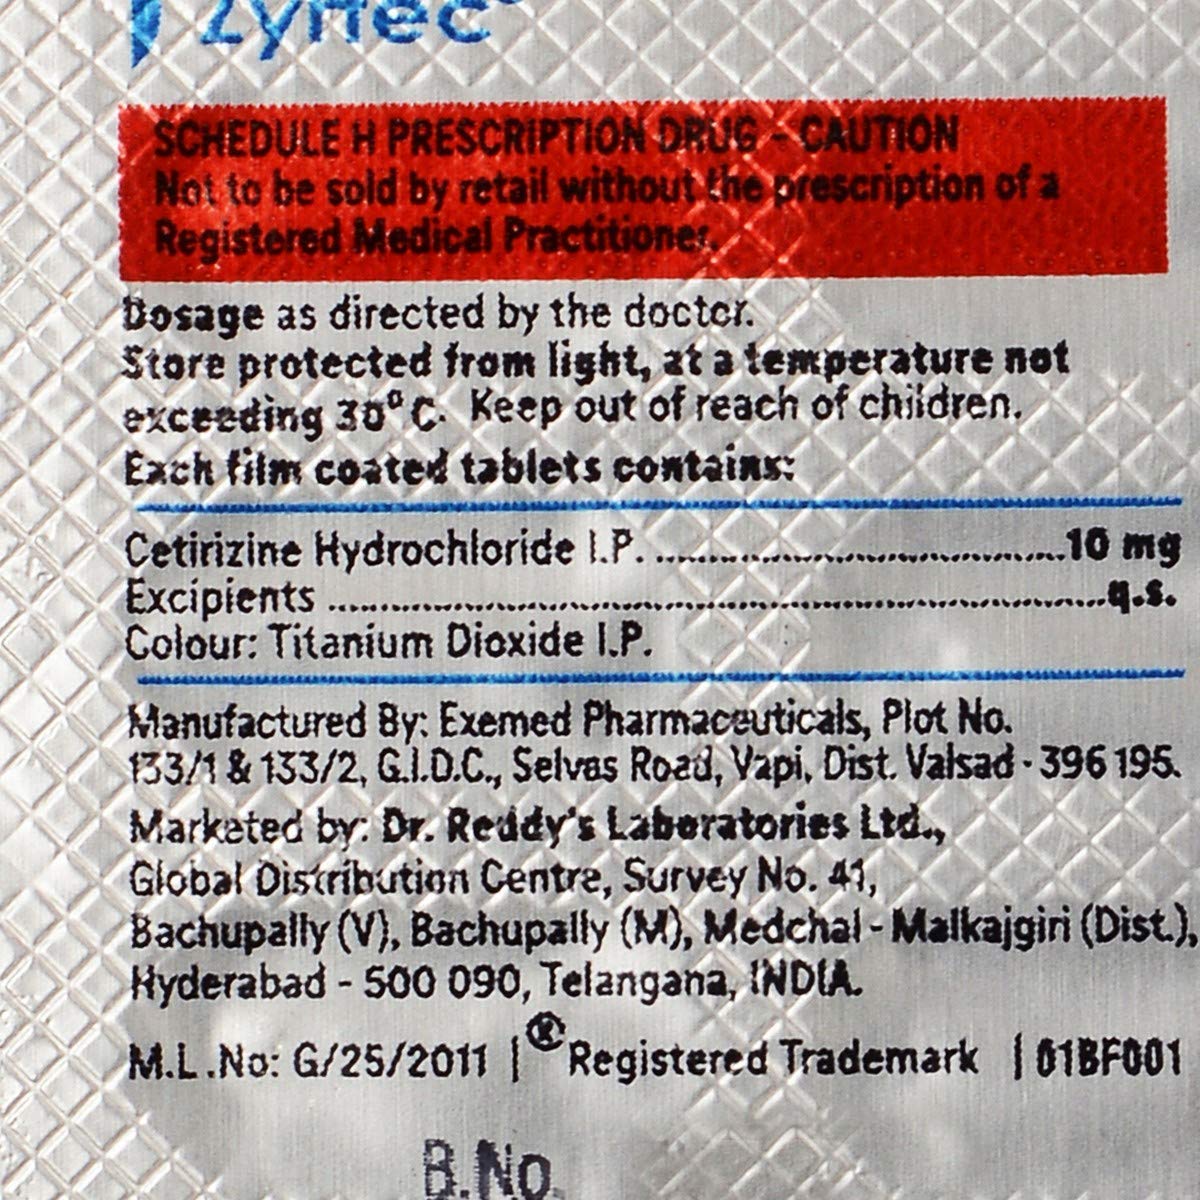 Zyrtec®
SCHEDULE H PRESCRIPTION DRUG - CAUTION
Not to be sold by retail without the prescription of a
Registered Medical Practitioner.
Dosage as directed by the doctor.
Store protected from light, at a temperature not
exceeding 30°C. Keep out of reach of children.
Each film coated tablets contains:
Cetirizine Hydrochloride I.P. ........................................10 mg
Excipients ............................................................................q.s.
Colour: Titanium Dioxide I.P.
Manufactured By: Exemed Pharmaceuticals, Plot No.
133/1 & 133/2, G.I.D.C., Selvas Road, Vapi, Dist. Valsad - 396 195.
Marketed by: Dr. Reddy's Laboratories Ltd.,
Global Distribution Centre, Survey No. 41,
Bachupally (V), Bachupally (M), Medchal - Malkajgiri (Dist.),
Hyderabad - 500 090, Telangana, INDIA.
M.L.No: G/25/2011 | ® Registered Trademark | 01BF001
B.No.